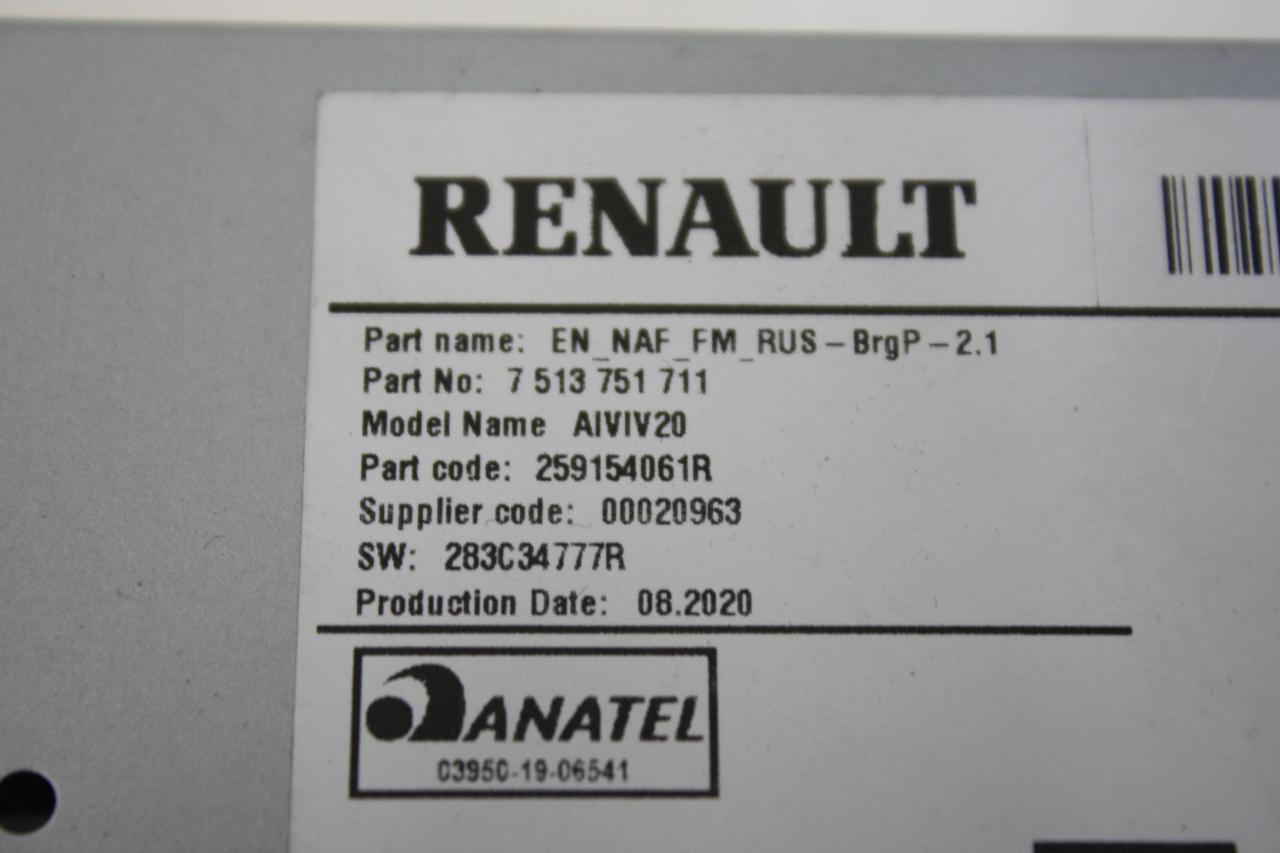 RENAULT
Part name: EN_NAF_FM_RUS-BrgP-2.1
Part No: 7 513 751 711
Model Name AIVIV20
Part code: 259154061R
Supplier code: 00020963
SW: 283C34777R
Production Date: 08.2020
ANATEL
03950-19-06541